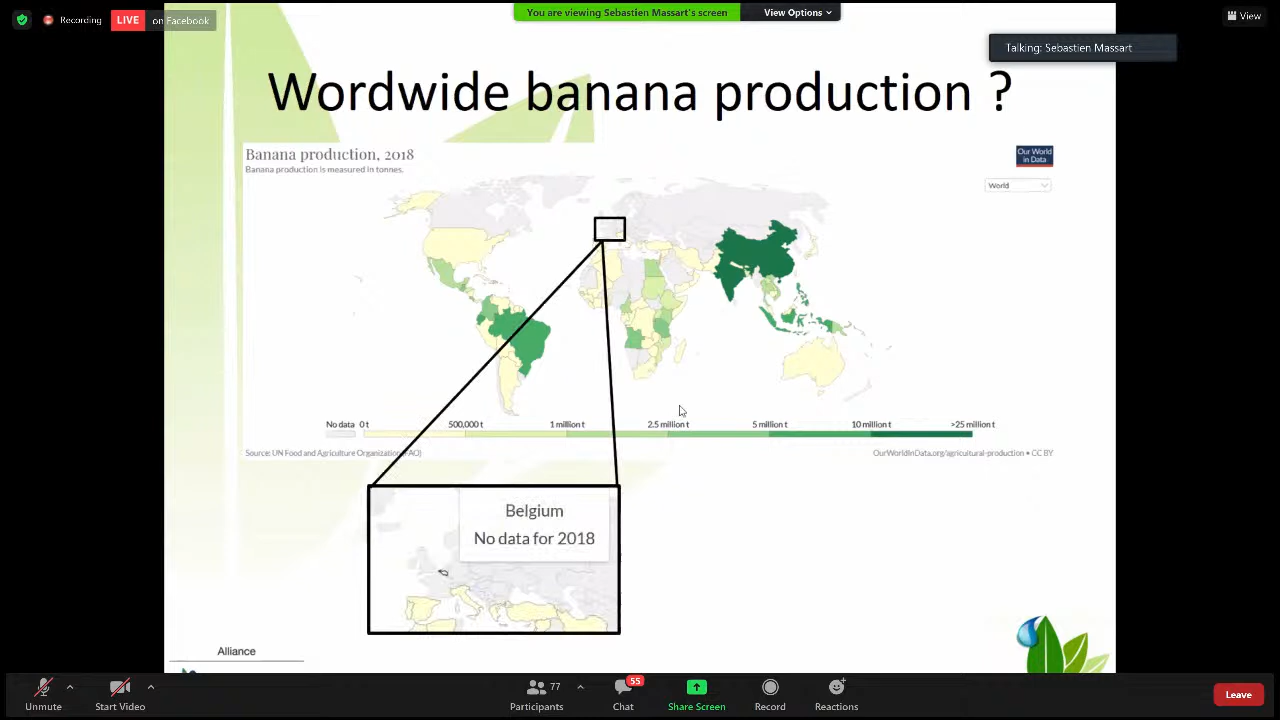 Recording
LIVE
on Facebook
You are viewing Sebastien Massart's screen
View Options
View
Talking: Sebastien Massart
Wordwide banana production ?
Banana production, 2018
Banana production is measured in tonnes.
Our World
in Data
World
No data
0 t
500,000 t
1 million t
2.5 million t
5 million t
10 million t
>25 million t
Source: UN Food and Agriculture Organization (FAO)
OurWorldInData.org/agricultural-production • CC BY
Belgium
No data for 2018
Alliance
Unmute
Start Video
77
Participants
55
Chat
Share Screen
Record
Reactions
Leave